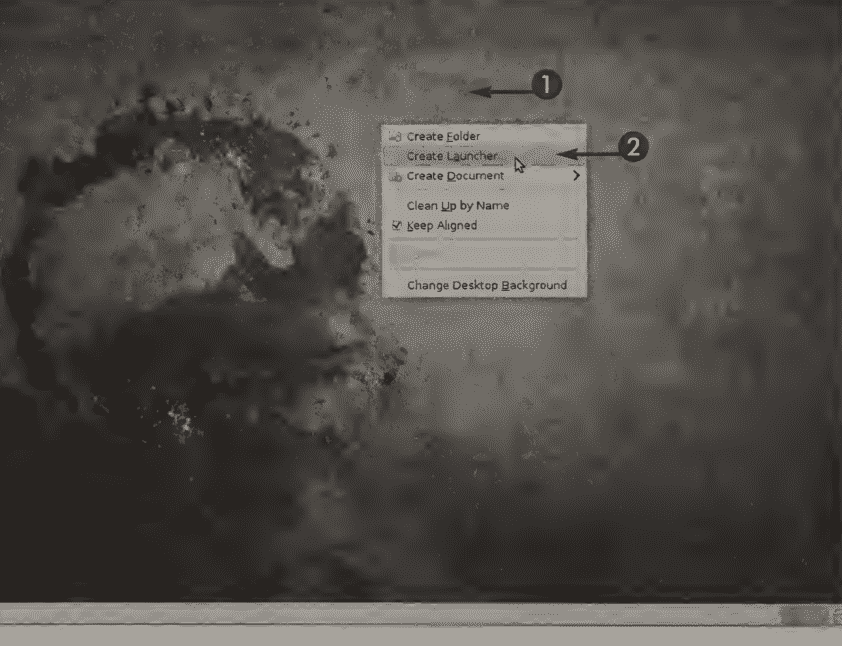 1
Create Folder
2
Create Launcher...
Create Document
Clean Up by Name
Keep Aligned
Change Desktop Background